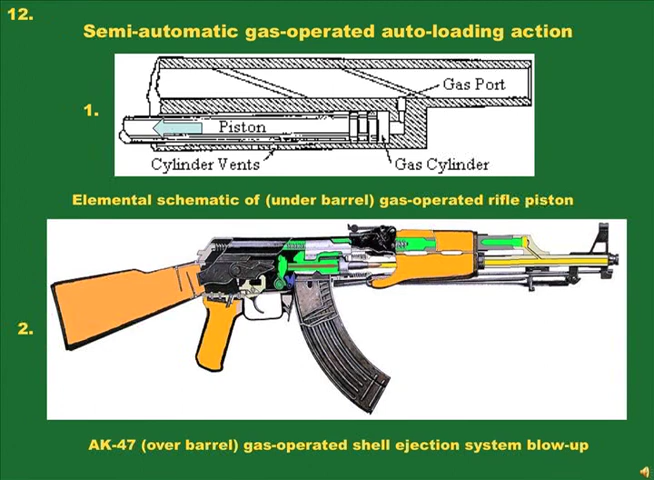 12.
Semi-automatic gas-operated auto-loading action
1.
Gas Port
Piston
Cylinder Vents
Gas Cylinder
Elemental schematic of (under barrel) gas-operated rifle piston
2.
AK-47 (over barrel) gas-operated shell ejection system blow-up